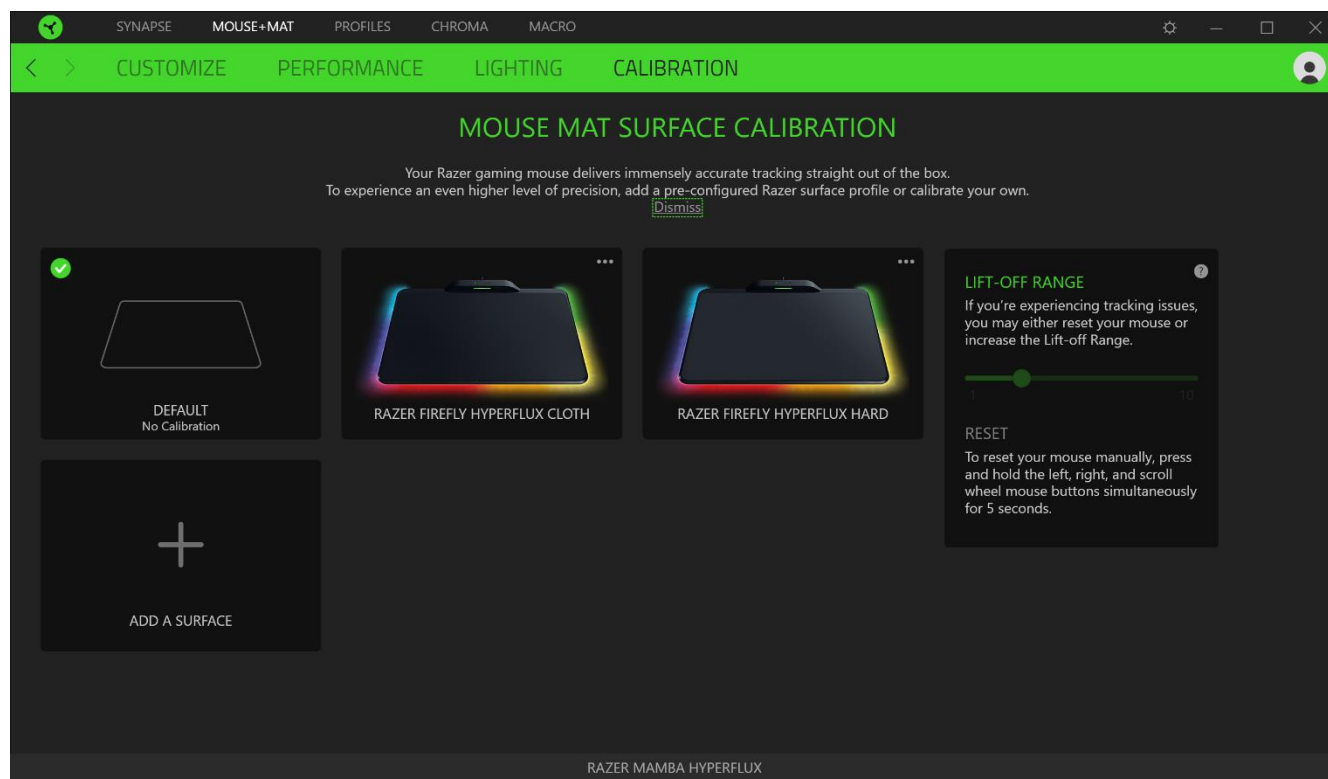 SYNAPSE MOUSE+MAT PROFILES CHROMA MACRO
CUSTOMIZE PERFORMANCE LIGHTING CALIBRATION
MOUSE MAT SURFACE CALIBRATION
Your Razer gaming mouse delivers immensely accurate tracking straight out of the box.
To experience an even higher level of precision, add a pre-configured Razer surface profile or calibrate your own.
Dismiss
DEFAULT
No Calibration
RAZER FIREFLY HYPERFLUX CLOTH
RAZER FIREFLY HYPERFLUX HARD
LIFT-OFF RANGE
?
If you're experiencing tracking issues,
you may either reset your mouse or
increase the Lift-off Range.
1 10
RESET
To reset your mouse manually, press
and hold the left, right, and scroll
wheel mouse buttons simultaneously
for 5 seconds.
ADD A SURFACE
RAZER MAMBA HYPERFLUX